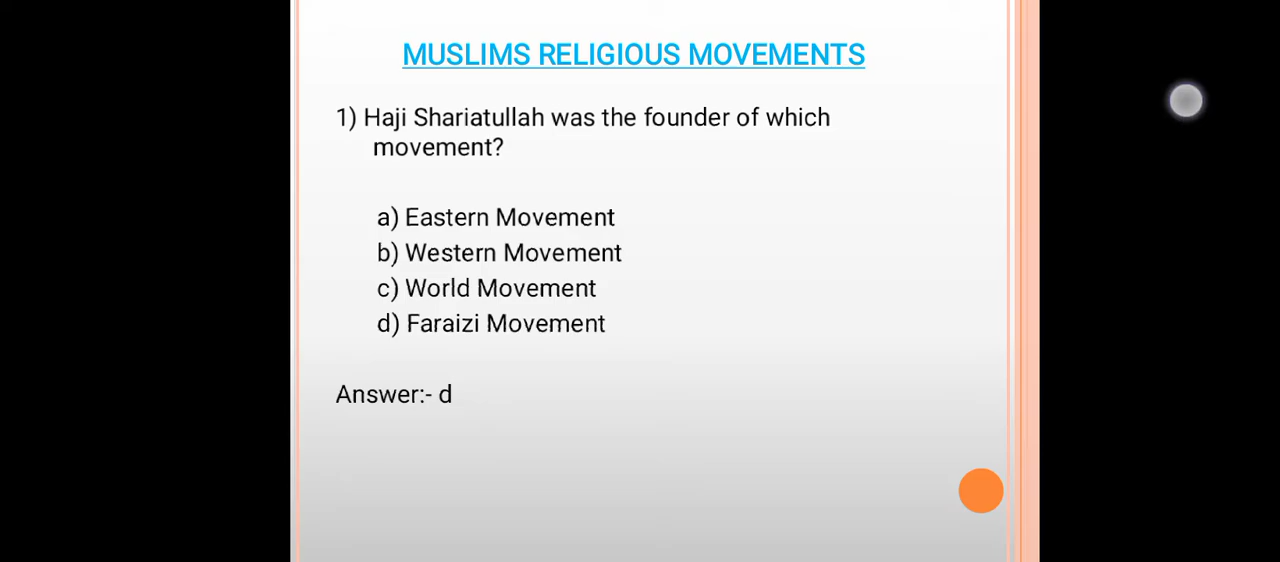 MUSLIMS RELIGIOUS MOVEMENTS
1) Haji Shariatullah was the founder of which
movement?
a) Eastern Movement
b) Western Movement
c) World Movement
d) Faraizi Movement
Answer:- d